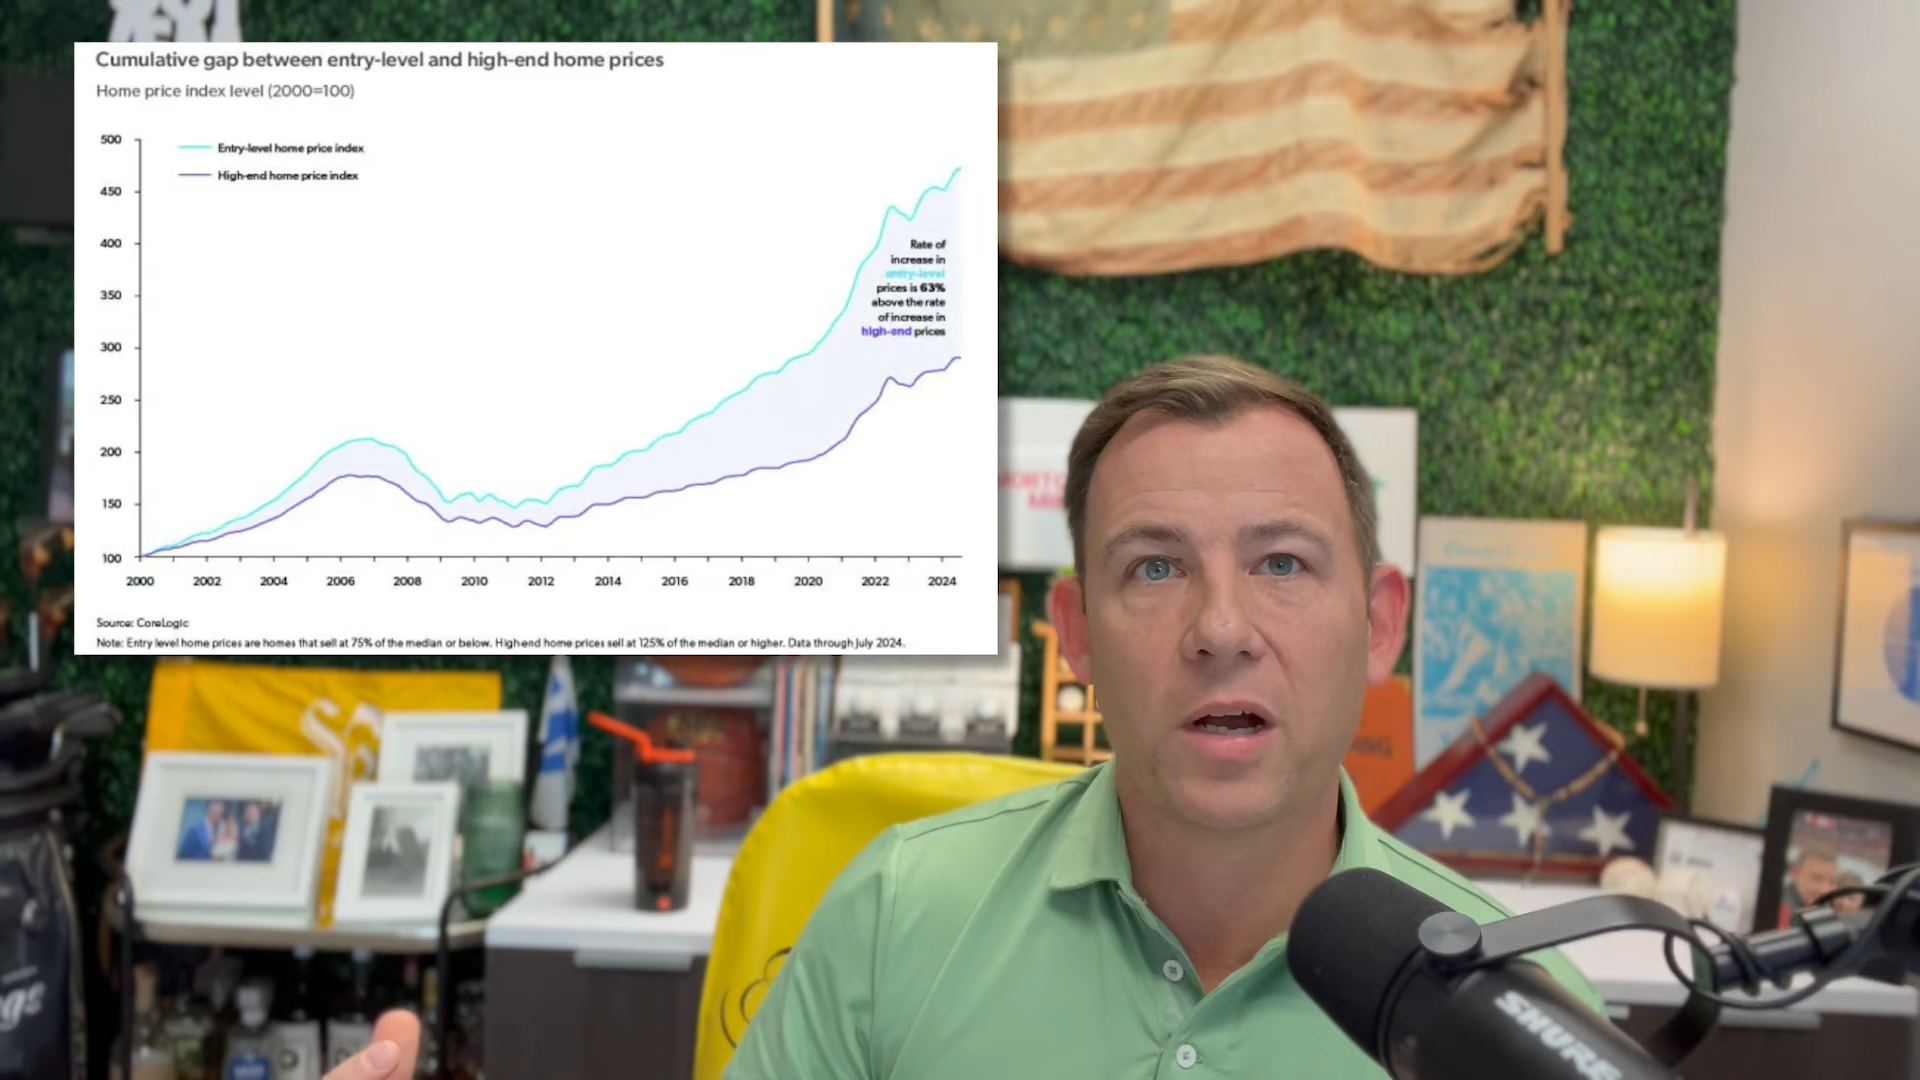 Cumulative gap between entry-level and high-end home prices
Home price index level (2000=100)
500
450
400
350
300
250
200
150
100
Entry-level home price index
High-end home price index
Rate of
increase in
entry-level
prices is 63%
above the rate
of increase in
high-end prices
2000 2002 2004 2006 2008 2010 2012 2014 2016 2018 2020 2022 2024
Source: CoreLogic
Note: Entry level home prices are homes that sell at 75% of the median or below. High end home prices sell at 125% of the median or higher. Data through July 2024.
SHURE